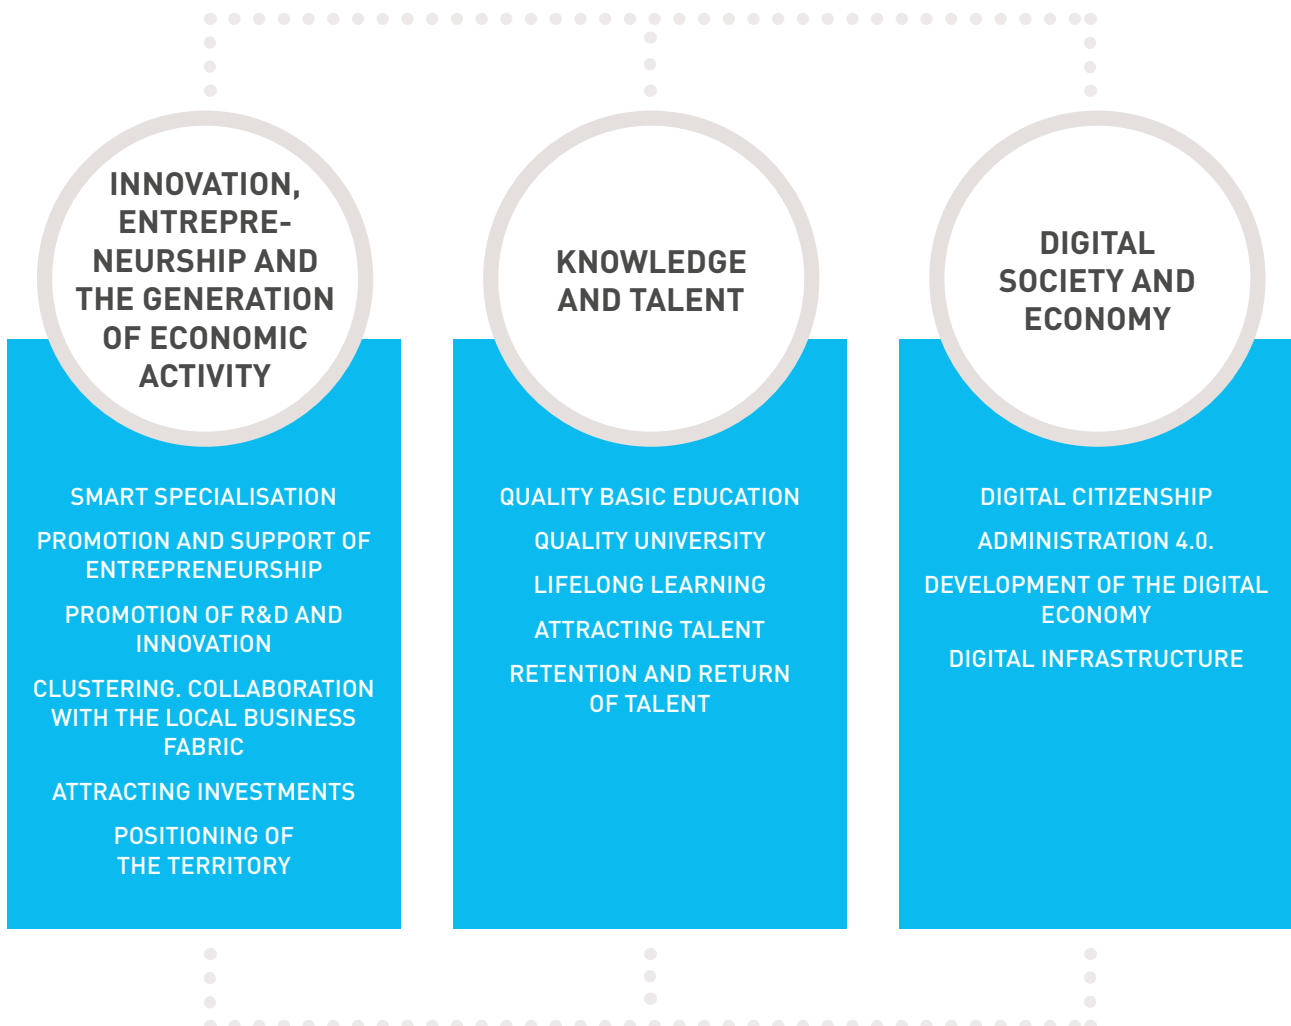 INNOVATION,
ENTREPRE-
NEURSHIP AND
THE GENERATION
OF ECONOMIC
ACTIVITY
SMART SPECIALISATION
PROMOTION AND SUPPORT OF
ENTREPRENEURSHIP
PROMOTION OF R&D AND
INNOVATION
CLUSTERING. COLLABORATION
WITH THE LOCAL BUSINESS
FABRIC
ATTRACTING INVESTMENTS
POSITIONING OF
THE TERRITORY
KNOWLEDGE
AND TALENT
QUALITY BASIC EDUCATION
QUALITY UNIVERSITY
LIFELONG LEARNING
ATTRACTING TALENT
RETENTION AND RETURN
OF TALENT
DIGITAL
SOCIETY AND
ECONOMY
DIGITAL CITIZENSHIP
ADMINISTRATION 4.0.
DEVELOPMENT OF THE DIGITAL
ECONOMY
DIGITAL INFRASTRUCTURE